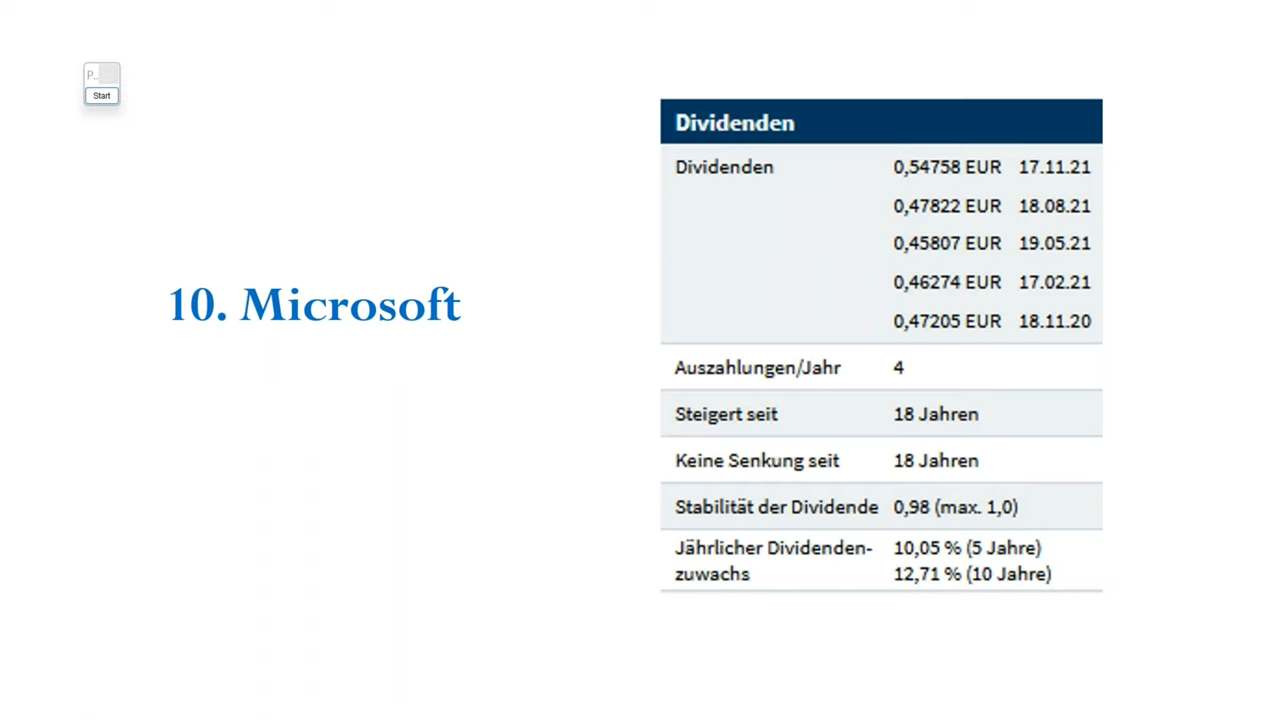 P...
Start
10. Microsoft
Dividenden
Dividenden 0,54758 EUR 17.11.21
0,47822 EUR 18.08.21
0,45807 EUR 19.05.21
0,46274 EUR 17.02.21
0,47205 EUR 18.11.20
Auszahlungen/Jahr 4
Steigert seit 18 Jahren
Keine Senkung seit 18 Jahren
Stabilität der Dividende 0,98 (max. 1,0)
Jährlicher Dividenden- 10,05 % (5 Jahre)
zuwachs 12,71 % (10 Jahre)